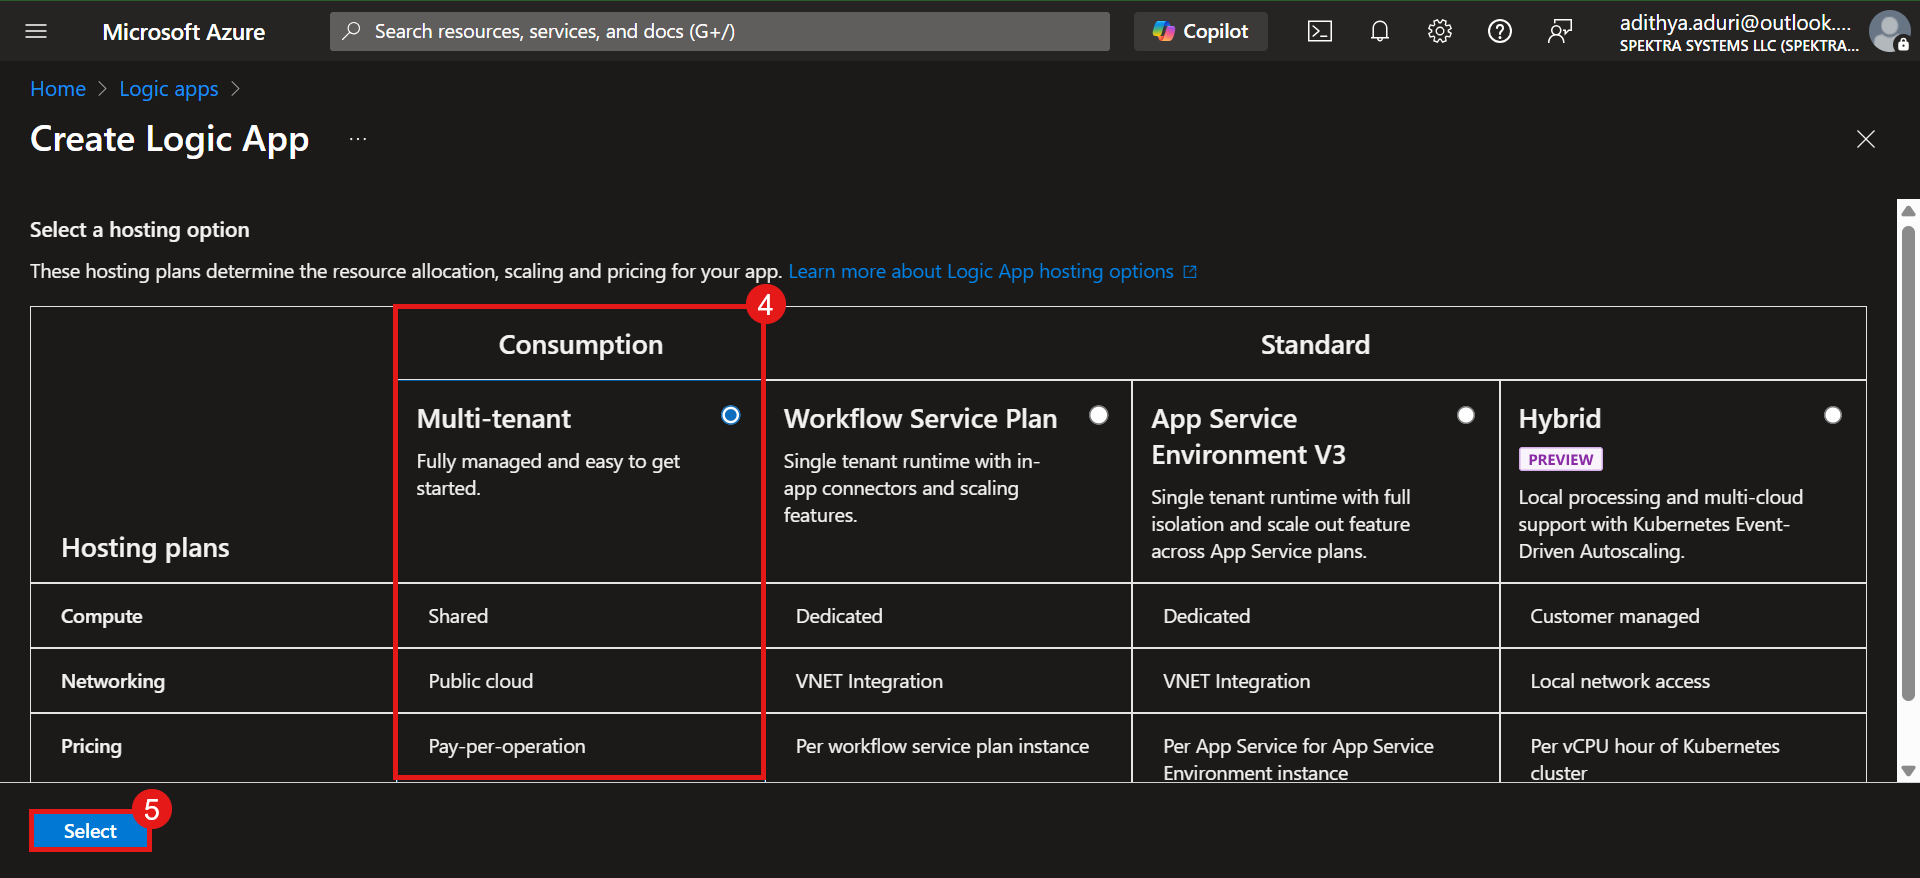 Microsoft Azure
Search resources, services, and docs (G+/)
Copilot
adithya.aduri@outlook....
SPEKTRA SYSTEMS LLC (SPEKTRA...
Home > Logic apps >
Create Logic App ...
Select a hosting option
These hosting plans determine the resource allocation, scaling and pricing for your app. Learn more about Logic App hosting options
4
Consumption
Standard
Hosting plans
Multi-tenant
Fully managed and easy to get
started.
Workflow Service Plan
Single tenant runtime with in-
app connectors and scaling
features.
App Service
Environment V3
Single tenant runtime with full
isolation and scale out feature
across App Service plans.
Hybrid
PREVIEW
Local processing and multi-cloud
support with Kubernetes Event-
Driven Autoscaling.
Compute
Shared
Dedicated
Dedicated
Customer managed
Networking
Public cloud
VNET Integration
VNET Integration
Local network access
Pricing
Pay-per-operation
Per workflow service plan instance
Per App Service for App Service
Environment instance
Per vCPU hour of Kubernetes
cluster
5
Select